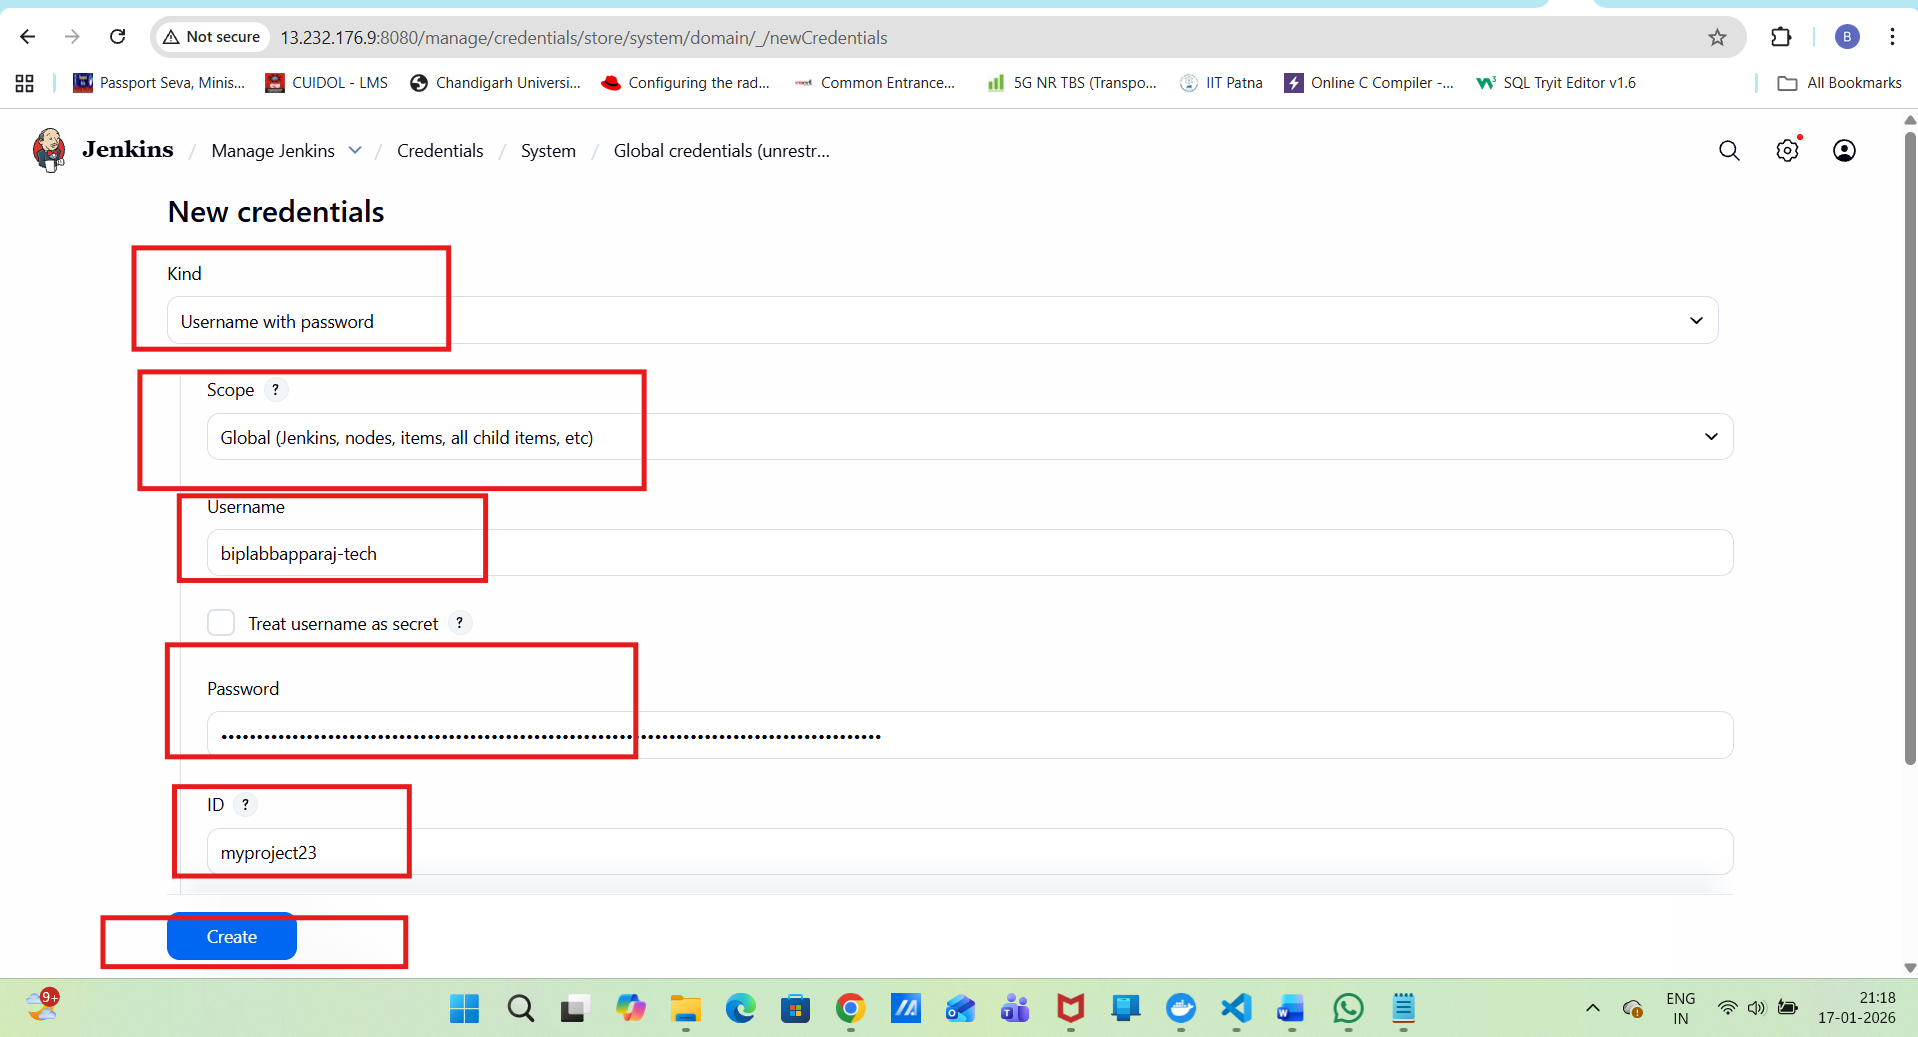 Not secure 13.232.176.9:8080/manage/credentials/store/system/domain/_/newCredentials B
Passport Seva, Minis... CUIDOL - LMS Chandigarh Universi... Configuring the rad... Common Entrance... 5G NR TBS (Transpo... IIT Patna Online C Compiler -... SQL Tryit Editor v1.6 All Bookmarks
Jenkins / Manage Jenkins / Credentials / System / Global credentials (unrestr...
New credentials
Kind
Username with password
Scope ?
Global (Jenkins, nodes, items, all child items, etc)
Username
biplabbapparaj-tech
Treat username as secret ?
Password
ID ?
myproject23
Create
9+
ENG
IN
21:18
17-01-2026